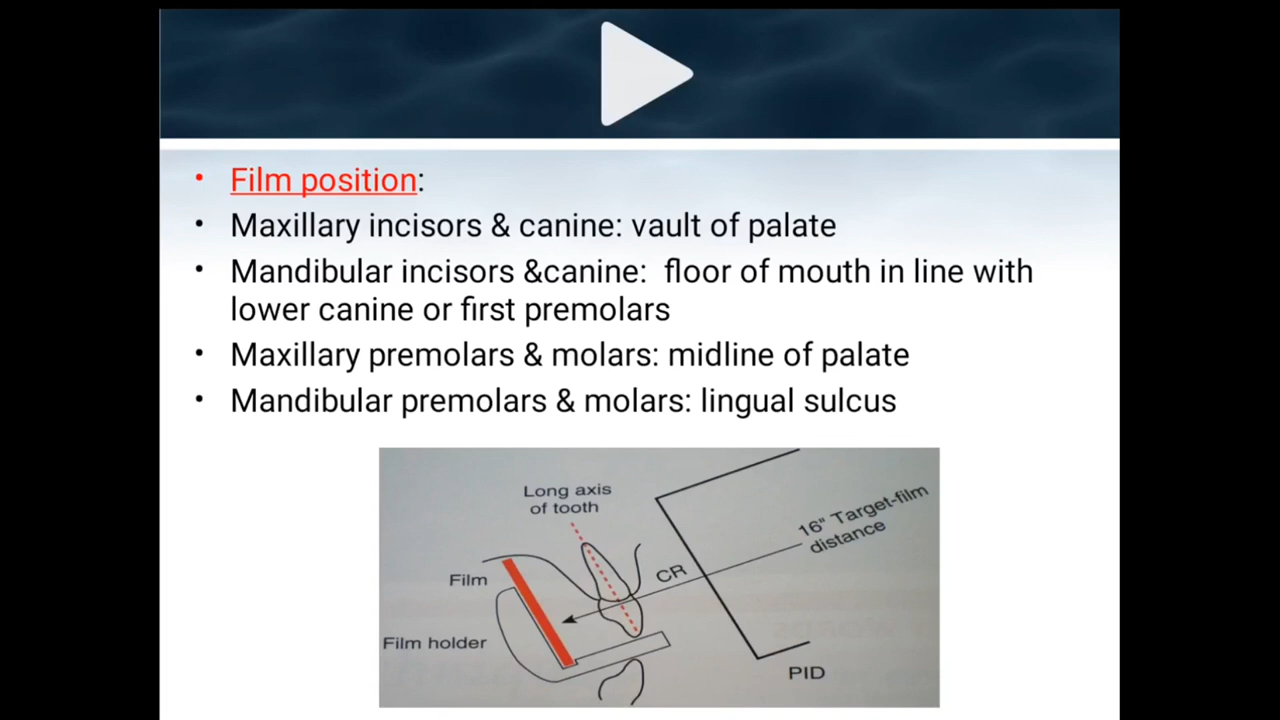 • Film position:
• Maxillary incisors & canine: vault of palate
• Mandibular incisors &canine:  floor of mouth in line with
lower canine or first premolars
• Maxillary premolars & molars: midline of palate
• Mandibular premolars & molars: lingual sulcus
Long axis
of tooth
16" Target-film
distance
CR
Film
Film holder
PID